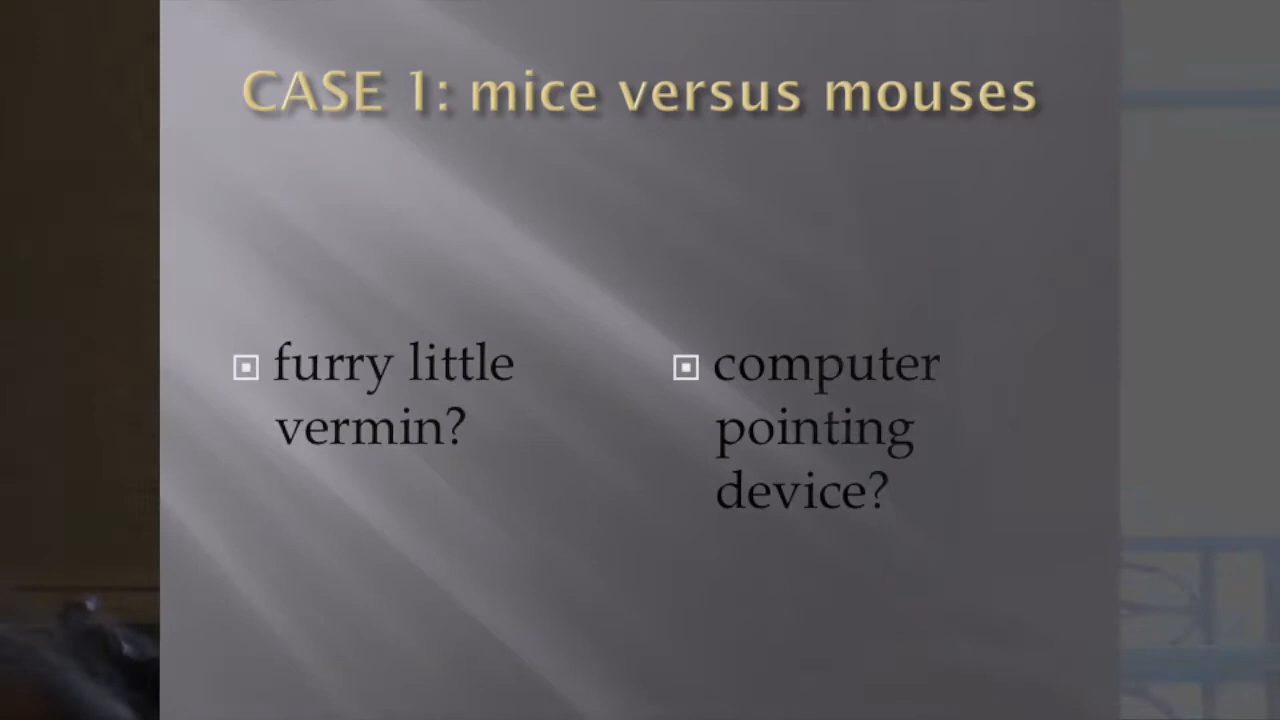 CASE 1: mice versus mouses
furry little
vermin?
computer
pointing
device?